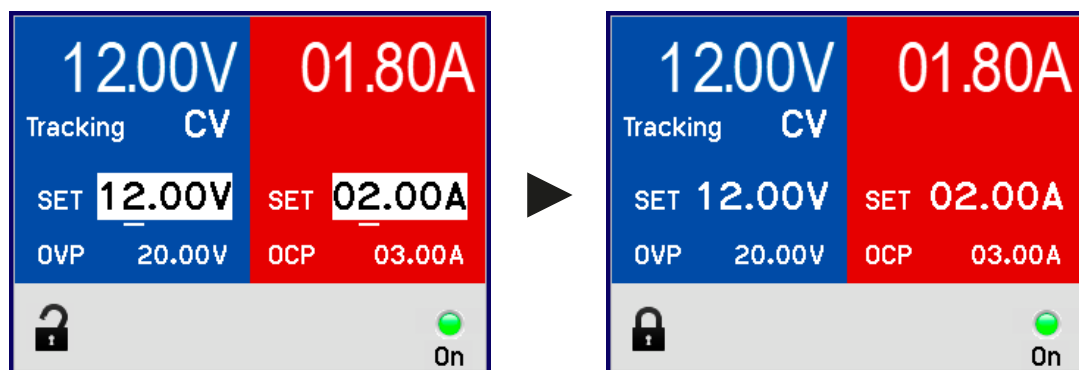 12.00V 01.80A
Tracking CV
SET 12.00V SET 02.00A
OVP 20.00V OCP 03.00A
On
12.00V 01.80A
Tracking CV
SET 12.00V SET 02.00A
OVP 20.00V OCP 03.00A
On